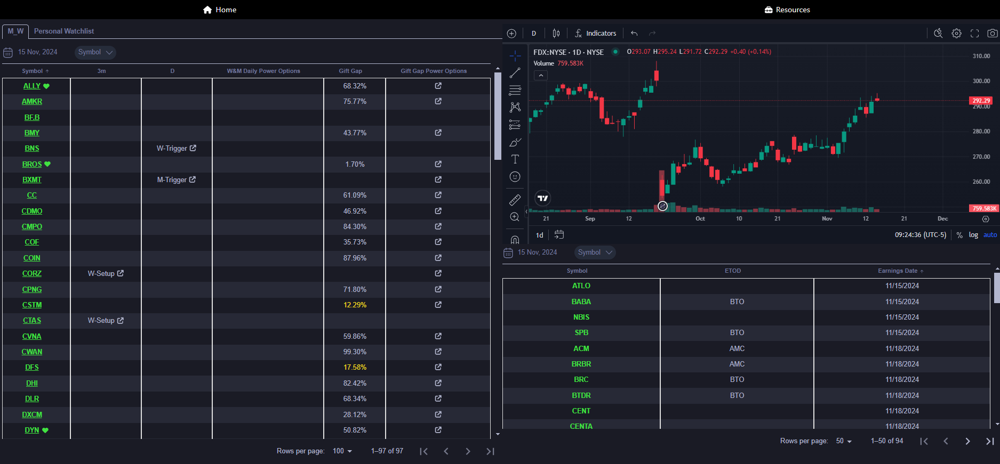 Home
Resources
M_W Personal Watchlist
15 Nov, 2024 Symbol
Symbol ↑ 3m D W&M Daily Power Options Gift Gap Gift Gap Power Options
ALLY 68.32%
AMKR 75.77%
BF.B
BMY 43.77%
BNS W-Trigger
BROS 1.70%
BXMT M-Trigger
CC 61.09%
CDMO 46.92%
CMPO 84.30%
COF 35.73%
COIN 87.96%
CORZ W-Setup
CPNG 71.80%
CSTM 12.29%
CTAS W-Setup
CVNA 59.86%
CWAN 99.30%
DFS 17.58%
DHI 82.42%
DLR 68.34%
DXCM 28.12%
DYN 50.82%
Rows per page: 100 1–97 of 97
D Indicators
FDX:NYSE · 1D · NYSE O293.07 H295.24 L291.72 C292.29 +0.40 (+0.14%)
Volume 759.583K
310.00
300.00
292.29
290.00
280.00
270.00
260.00
759.583K
21 Sep 12 Oct 10 21 Nov 12 21 Dec
1d 09:24:36 (UTC-5) % log auto
15 Nov, 2024 Symbol
Symbol ETOD Earnings Date ↑
ATLO 11/15/2024
BABA BTO 11/15/2024
NBIS 11/15/2024
SPB BTO 11/15/2024
ACM AMC 11/18/2024
BRBR AMC 11/18/2024
BRC BTO 11/18/2024
BTDR BTO 11/18/2024
CENT 11/18/2024
CENTA 11/18/2024
Rows per page: 50 1–50 of 94